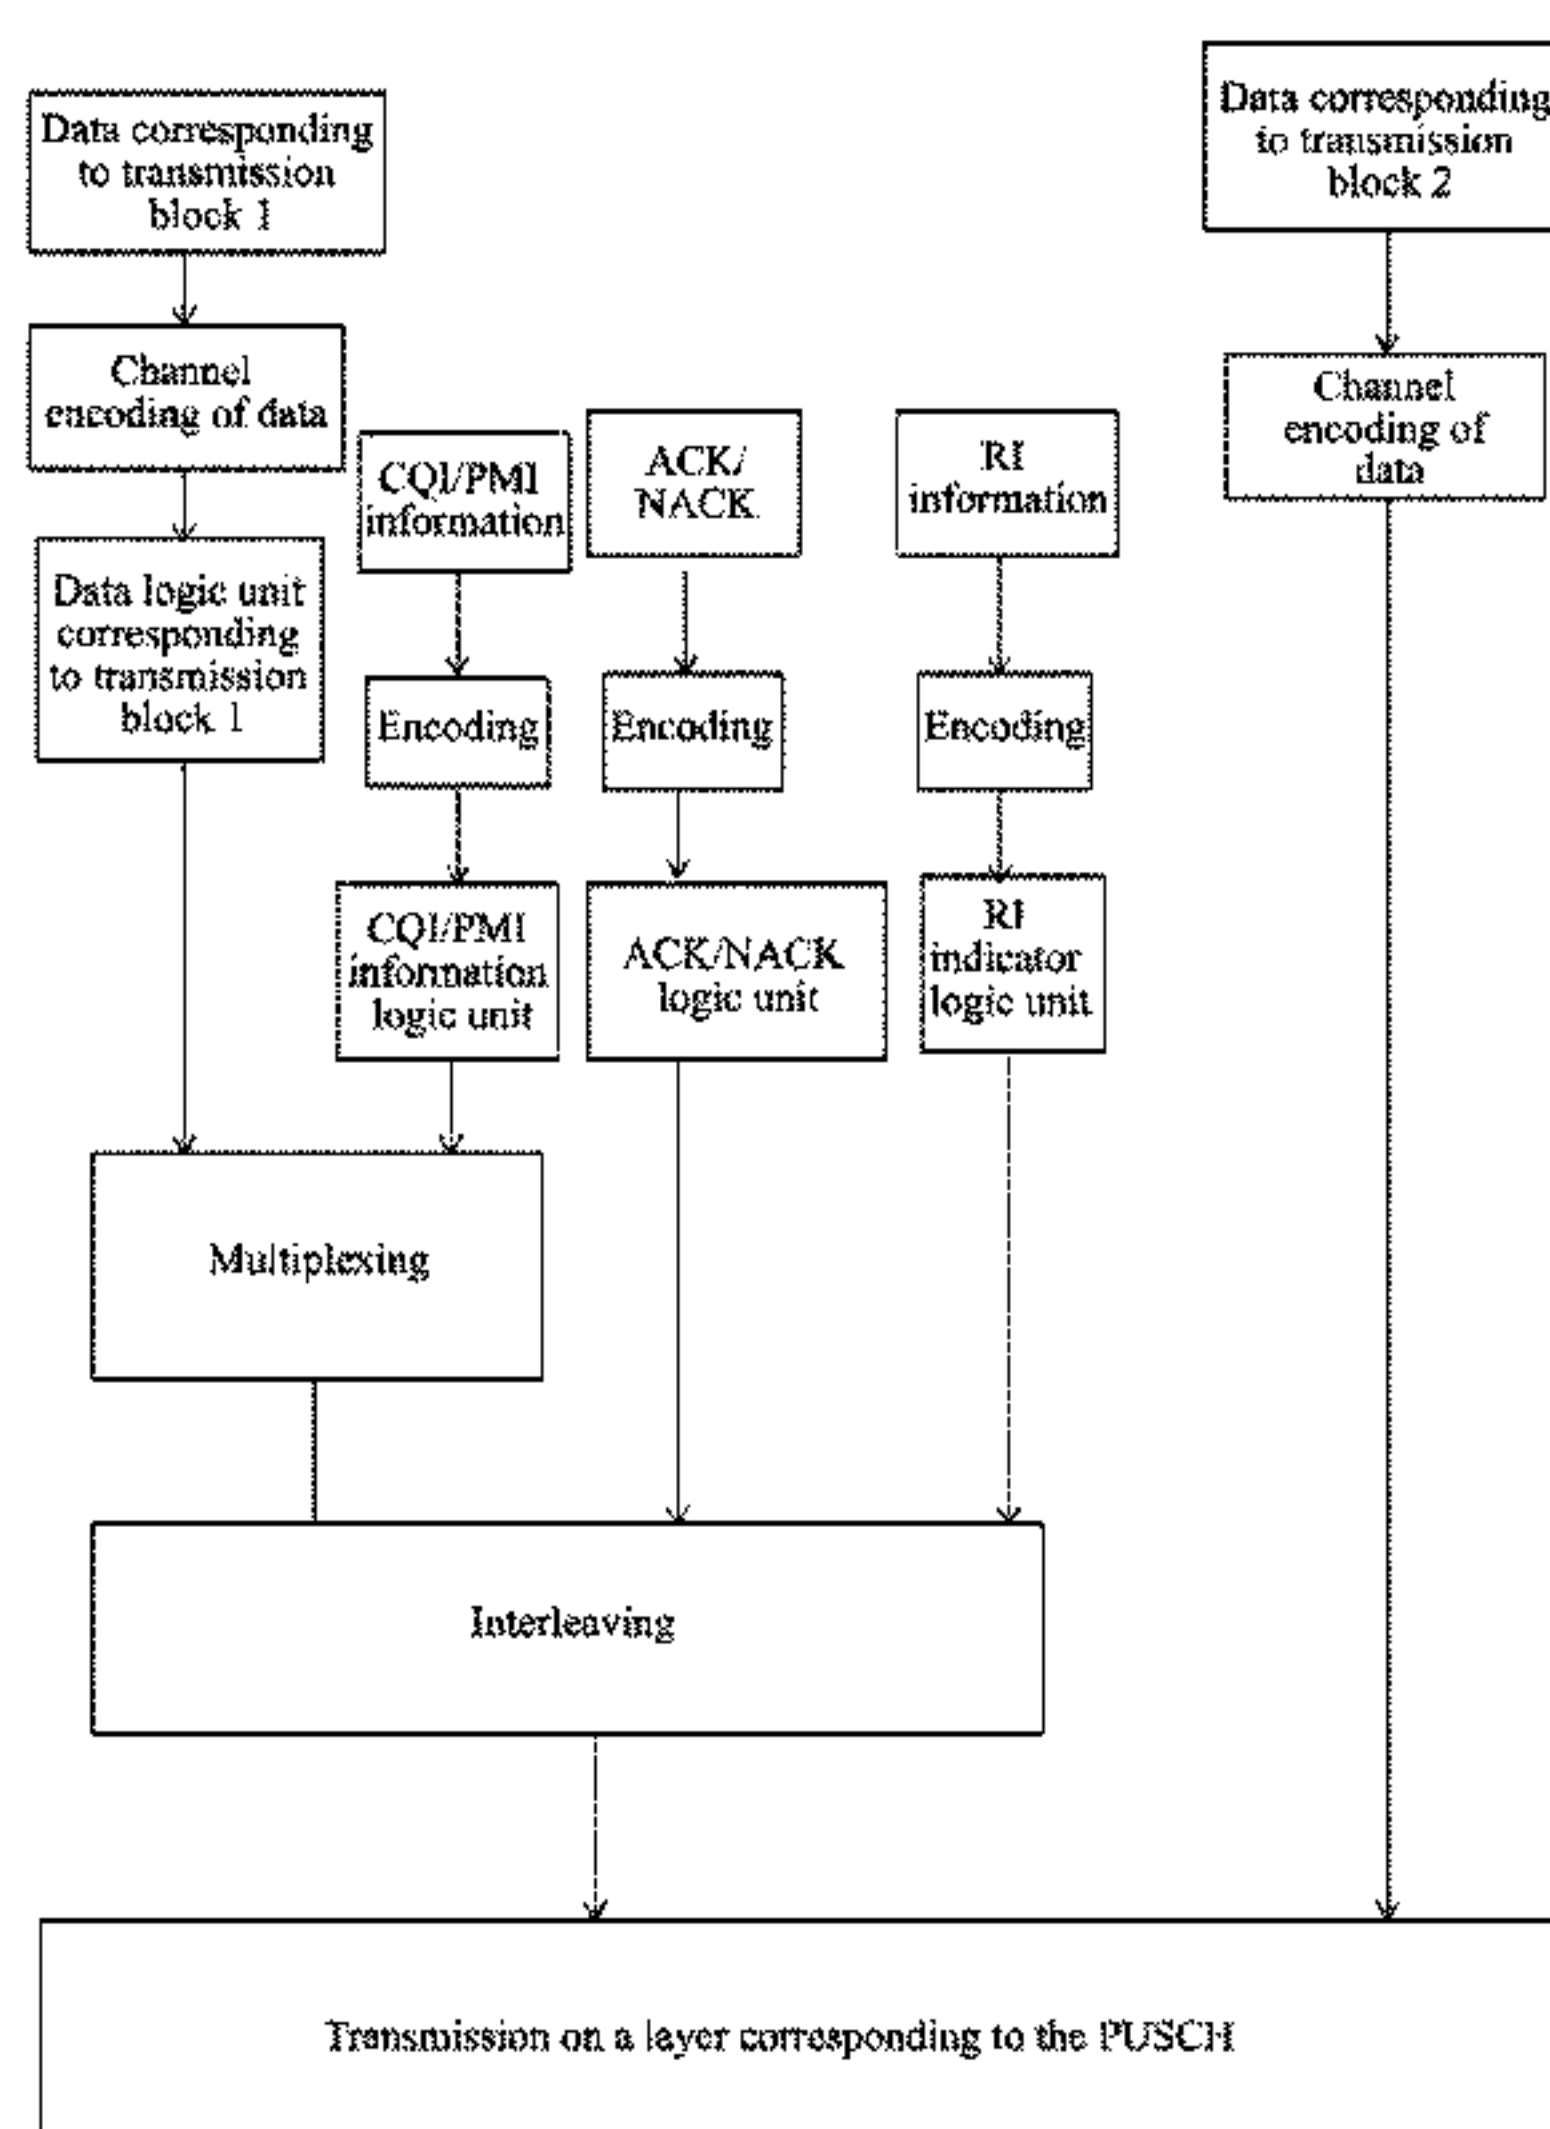 Data corresponding
to transmission
block 1
Data corresponding
to transmission
block 2
Channel
encoding of data
Channel
encoding of
data
CQI/PMI
information
ACK/
NACK
RI
information
Data logic unit
corresponding
to transmission
block 1
Encoding
Encoding
Encoding
CQI/PMI
information
logic unit
ACK/NACK
logic unit
RI
indicator
logic unit
Multiplexing
Interleaving
Transmission on a layer corresponding to the PUSCH